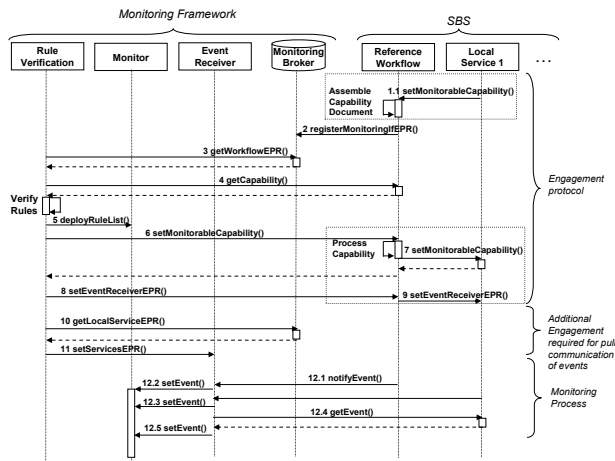 Monitoring Framework
SBS
Rule
Verification
Monitor
Event
Receiver
Monitoring
Broker
Reference
Workflow
Local
Service 1
...
Assemble
Capability
Document
1.1 setMonitorableCapability()
2 registerMonitoringIfEPR()
3 getWorkflowEPR()
4 getCapability()
Verify
Rules
5 deployRuleList()
6 setMonitorableCapability()
Process
Capability
7 setMonitorableCapability()
8 setEventReceiverEPR()
9 setEventReceiverEPR()
Engagement
protocol
10 getLocalServiceEPR()
11 setServicesEPR()
Additional
Engagement
required for pull
communication
of events
12.1 notifyEvent()
12.2 setEvent()
12.3 setEvent()
12.4 getEvent()
12.5 setEvent()
Monitoring
Process